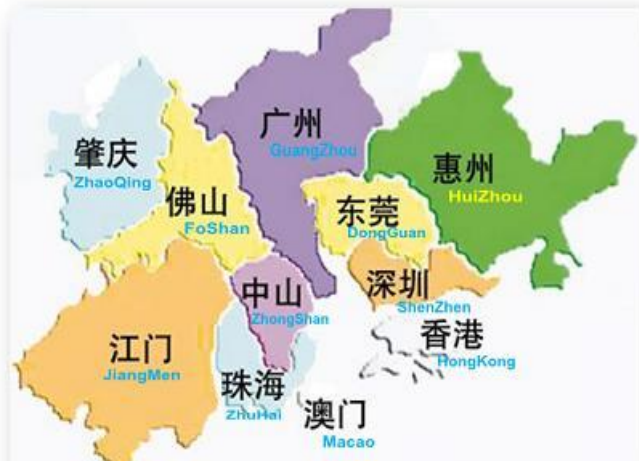 广州
GuangZhou
肇庆
ZhaoQing
惠州
HuiZhou
佛山
FoShan
东莞
DongGuan
中山
ZhongShan
深圳
ShenZhen
江门
JiangMen
香港
HongKong
珠海
ZhuHai
澳门
Macao